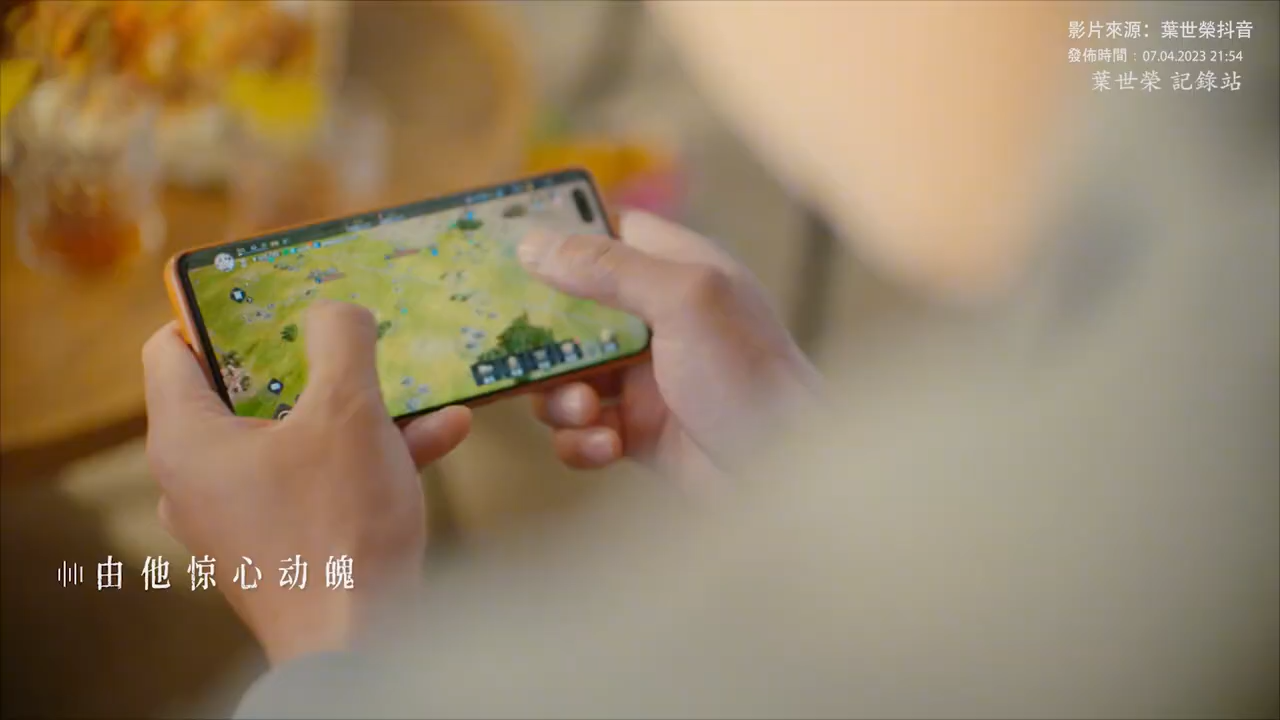 影片來源：葉世榮抖音
發佈時間：07.04.2023 21:54
葉世榮 記錄站
由他惊心动魄